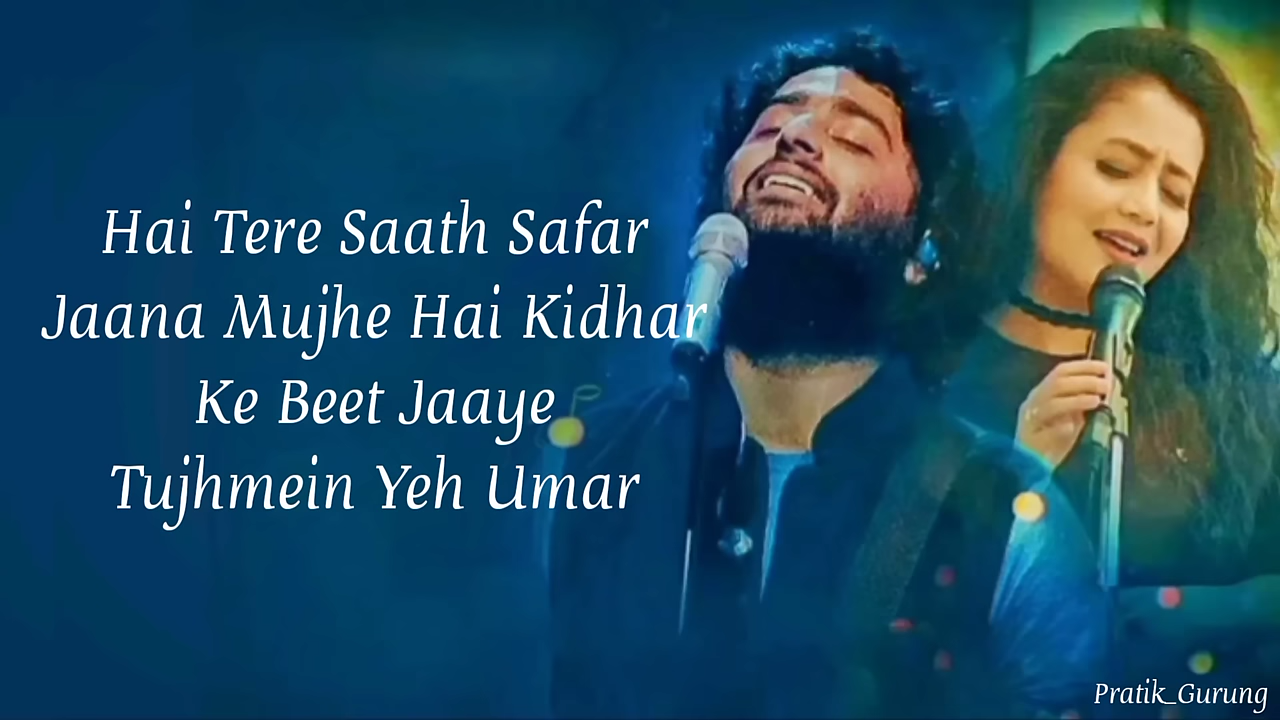 Hai Tere Saath Safar
Jaana Mujhe Hai Kidhar
Ke Beet Jaaye
Tujhmein Yeh Umar
Pratik_Gurung